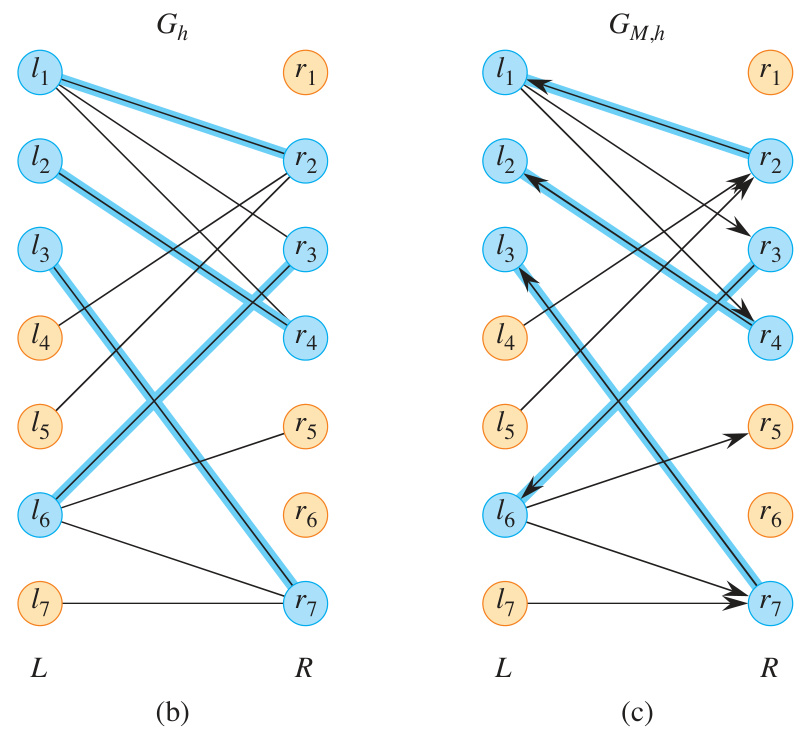 G_h G_{M,h}
l_1 r_1 l_1 r_1
l_2 r_2 l_2 r_2
l_3 r_3 l_3 r_3
l_4 r_4 l_4 r_4
l_5 r_5 l_5 r_5
l_6 r_6 l_6 r_6
l_7 r_7 l_7 r_7
L R L R
(b) (c)